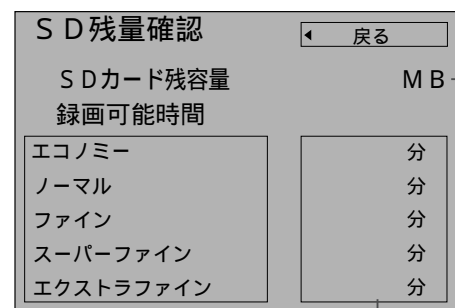 ＳＤ残量確認
戻る
ＳＤカード残容量 ＭＢ
録画可能時間
エコノミー 分
ノーマル 分
ファイン 分
スーパーファイン 分
エクストラファイン 分